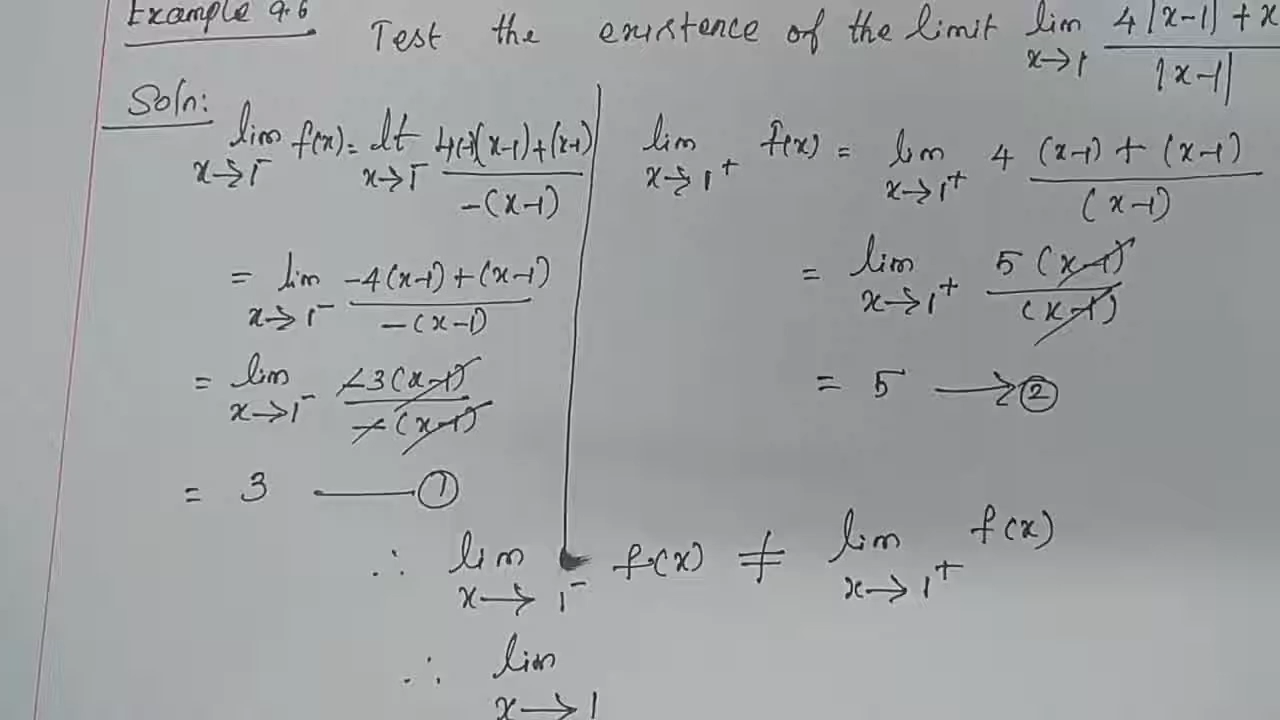 Example 9.6
Test the existence of the limit lim x→1 4|x-1| + x / |x-1|
Soln:
lim x→1⁻ f(x) = lt x→1⁻ 4(-)(x-1)+(x-1) / -(x-1)
= lim x→1⁻ -4(x-1)+(x-1) / -(x-1)
= lim x→1⁻ -3(x-1) / -(x-1)
= 3 —— ①
lim x→1⁺ f(x) = lim x→1⁺ 4 (x-1) + (x-1) / (x-1)
= lim x→1⁺ 5 (x-1) / (x-1)
= 5 → ②
∴ lim x→1⁻ f(x) ≠ lim x→1⁺ f(x)
∴ lim x→1